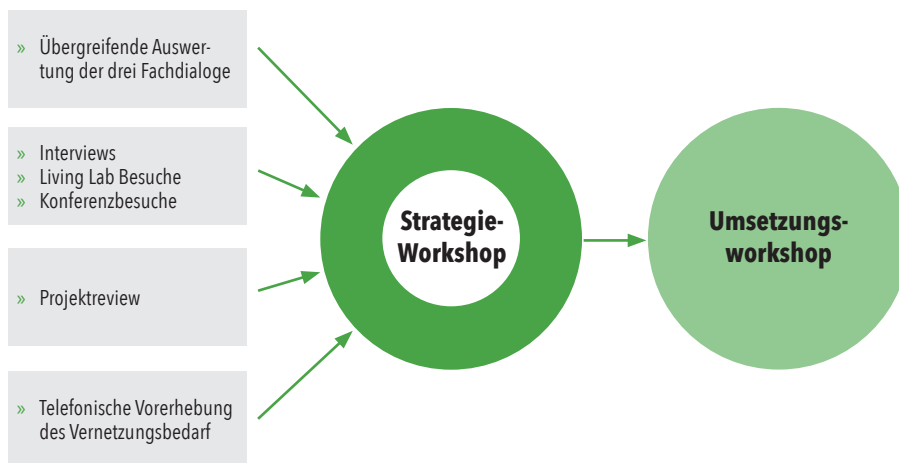 » Übergreifende Auswer-
tung der drei Fachdialoge
» Interviews
» Living Lab Besuche
» Konferenzbesuche
» Projektreview
» Telefonische Vorerhebung
des Vernetzungsbedarf
Strategie-
Workshop
Umsetzungs-
workshop